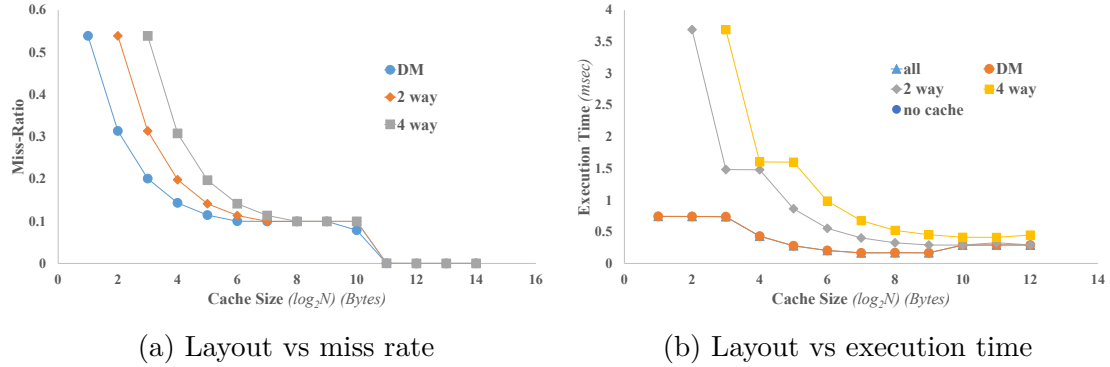 0.6
0.5
0.4
0.3
0.2
0.1
0
Miss-Ratio
DM
2 way
4 way
0 2 4 6 8 10 12 14 16
Cache Size (log₂N) (Bytes)
(a) Layout vs miss rate
4
3.5
3
2.5
2
1.5
1
0.5
0
Execution Time (msec)
all DM
2 way 4 way
no cache
0 2 4 6 8 10 12 14
Cache Size (log₂N) (Bytes)
(b) Layout vs execution time